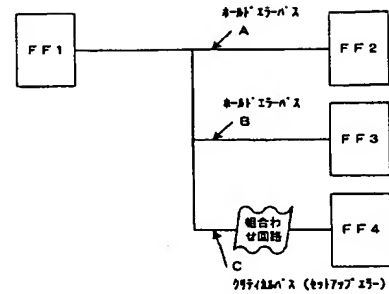 ホールドエラーパス
A
FF1
FF2
ホールドエラーパス
B
FF3
組合わ
せ回路
FF4
C
クリティカルパス (セットアップエラー)